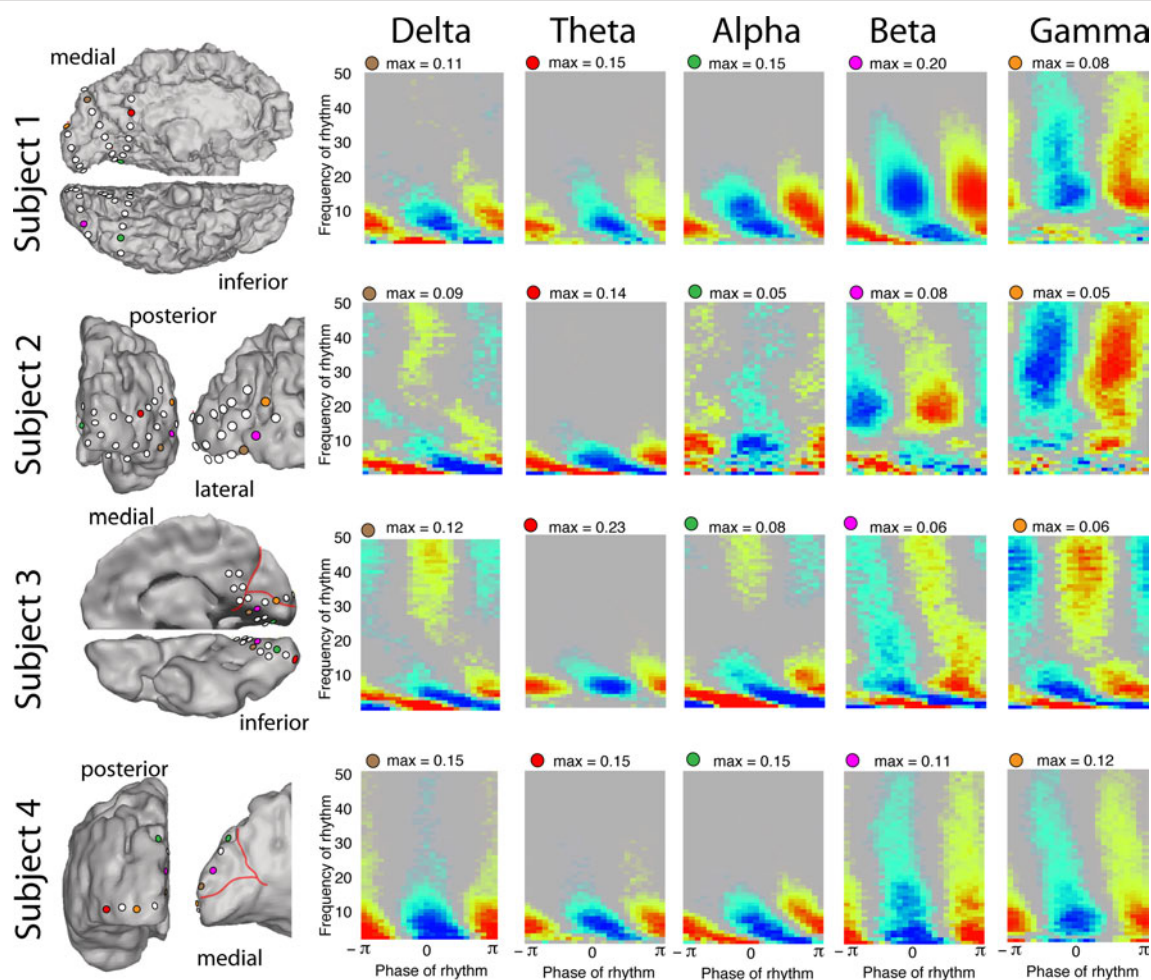 Delta Theta Alpha Beta Gamma
Subject 1
medial
inferior
Frequency of rhythm
50
40
30
20
10
max = 0.11
max = 0.15
max = 0.15
max = 0.20
max = 0.08
Subject 2
posterior
lateral
Frequency of rhythm
50
40
30
20
10
max = 0.09
max = 0.14
max = 0.05
max = 0.08
max = 0.05
Subject 3
medial
inferior
Frequency of rhythm
50
40
30
20
10
max = 0.12
max = 0.23
max = 0.08
max = 0.06
max = 0.06
Subject 4
posterior
medial
Frequency of rhythm
50
40
30
20
10
max = 0.15
max = 0.15
max = 0.15
max = 0.11
max = 0.12
−π 0 π
−π 0 π
−π 0 π
−π 0 π
−π 0 π
Phase of rhythm
Phase of rhythm
Phase of rhythm
Phase of rhythm
Phase of rhythm